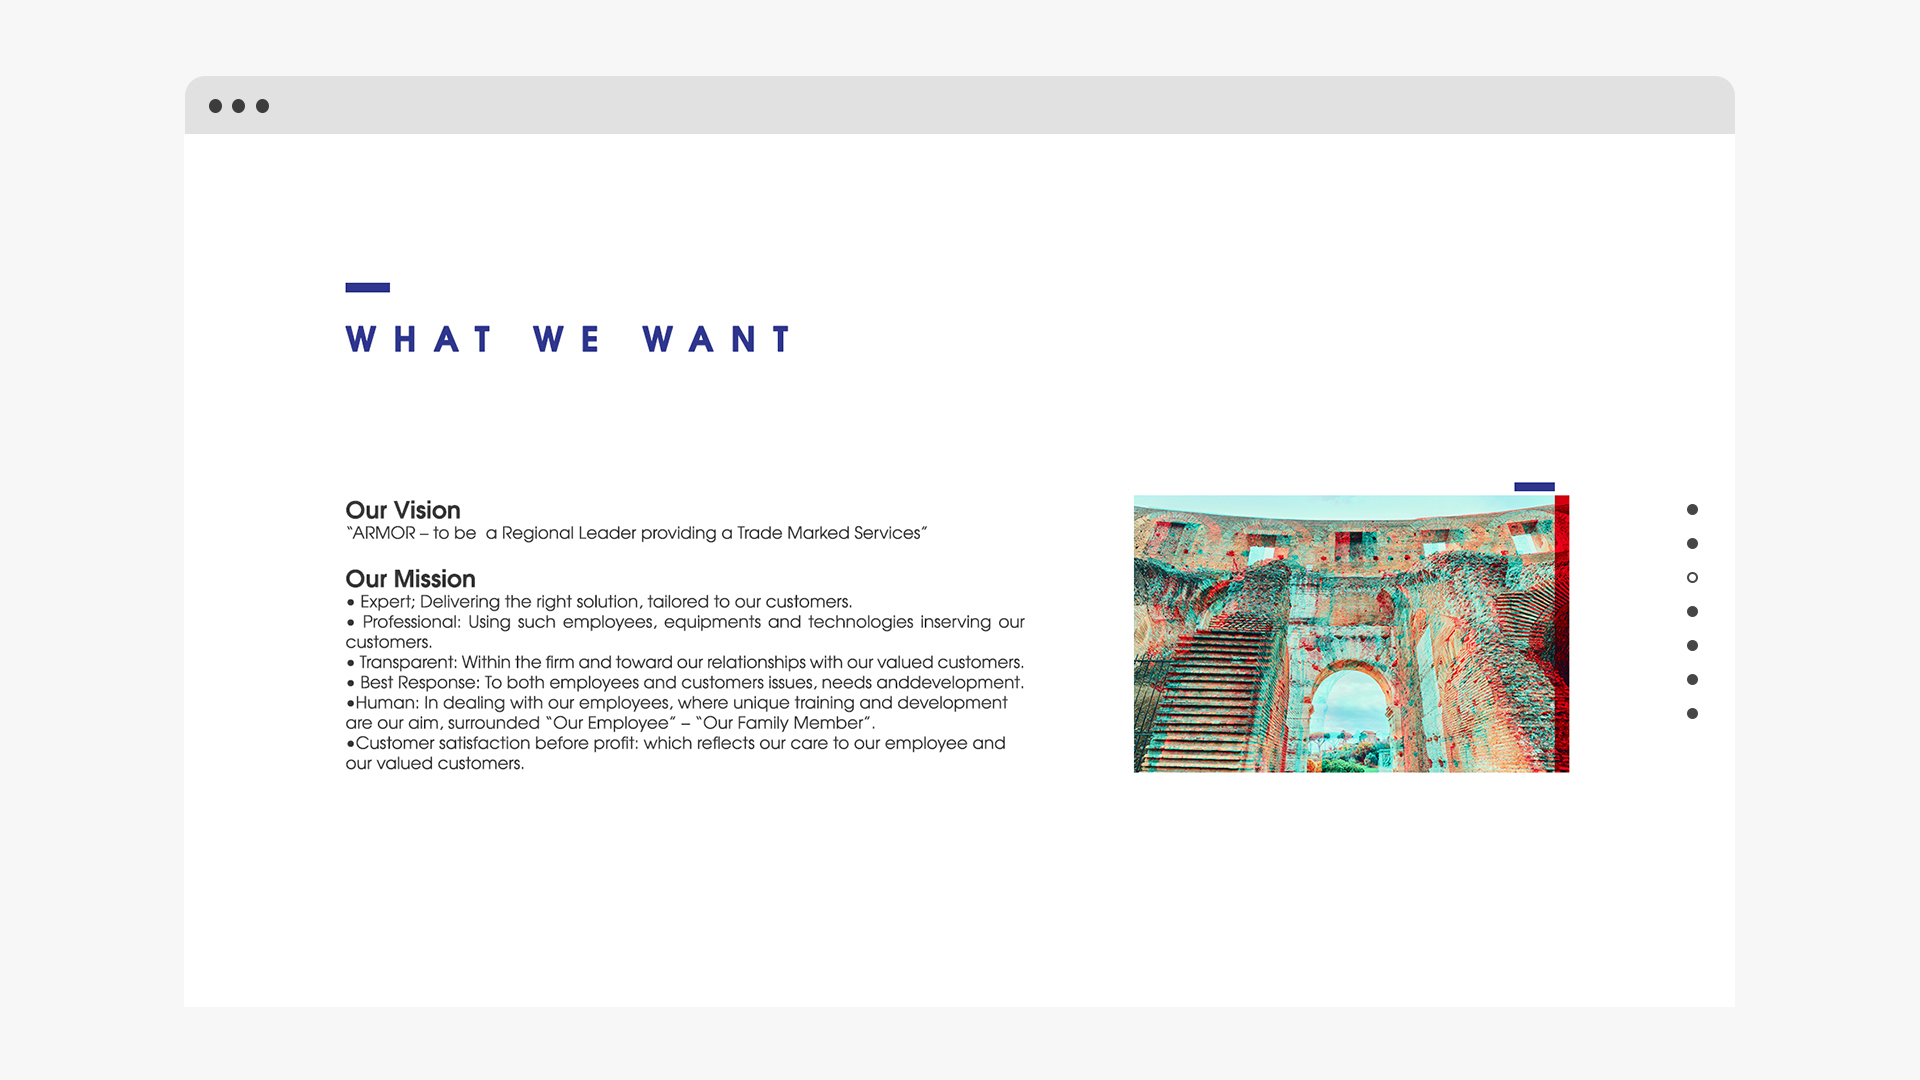 WHAT WE WANT
Our Vision
“ARMOR – to be  a Regional Leader providing a Trade Marked Services”
Our Mission
• Expert; Delivering the right solution, tailored to our customers.
• Professional: Using such employees, equipments and technologies inserving our
customers.
• Transparent: Within the firm and toward our relationships with our valued customers.
• Best Response: To both employees and customers issues, needs anddevelopment.
•Human: In dealing with our employees, where unique training and development
are our aim, surrounded “Our Employee” – “Our Family Member”.
•Customer satisfaction before profit: which reflects our care to our employee and
our valued customers.